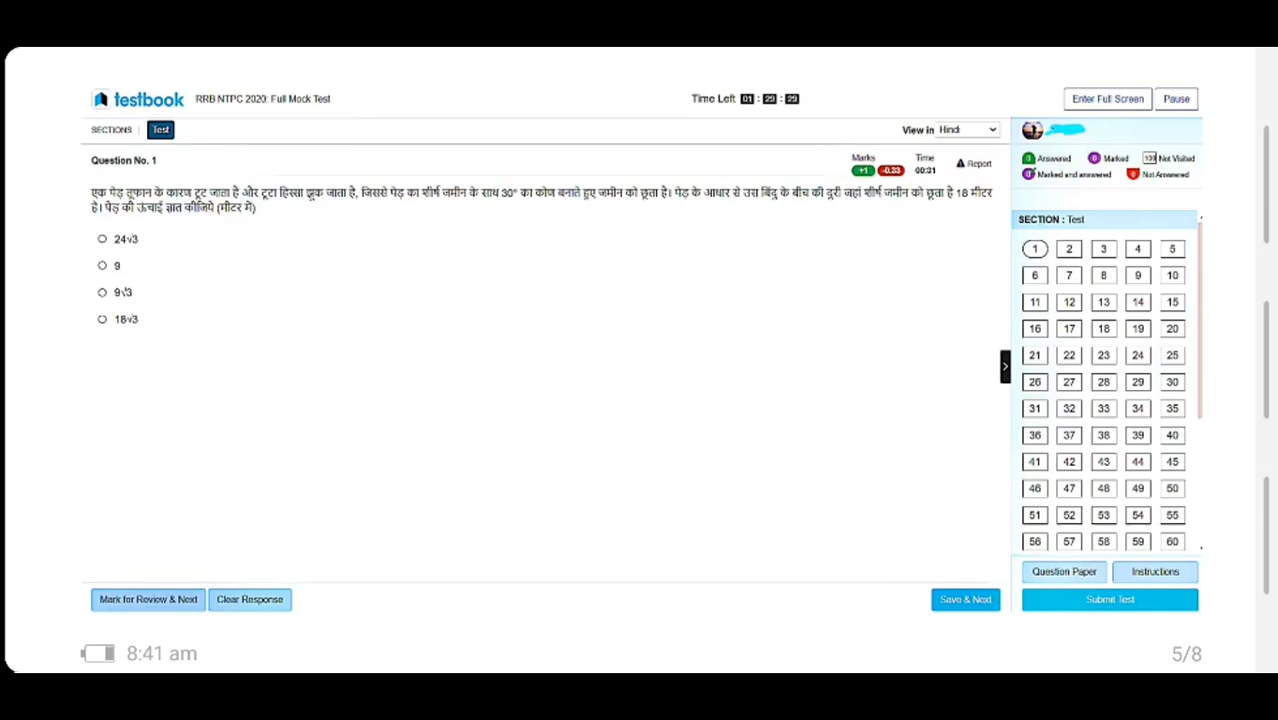 testbook RRB NTPC 2020: Full Mock Test Time Left 01 : 29 : 29 Enter Full Screen Pause
SECTIONS Test View in Hindi
Question No. 1 Marks +1 -0.33 Time 00:31 Report
एक पेड़ तूफान के कारण टूट जाता है और टूटा हिस्सा झुक जाता है, जिससे पेड़ का शीर्ष जमीन के साथ 30° का कोण बनाते हुए जमीन को छूता है। पेड़ के आधार से उस बिंदु के बीच की दूरी जहां शीर्ष जमीन को छूता है 18 मीटर
है। पेड़ की ऊंचाई ज्ञात कीजिये (मीटर में)
24√3
9
9√3
18√3
0 Answered 0 Marked 100 Not Visited
0 Marked and answered 0 Not Answered
SECTION : Test
1 2 3 4 5
6 7 8 9 10
11 12 13 14 15
16 17 18 19 20
21 22 23 24 25
26 27 28 29 30
31 32 33 34 35
36 37 38 39 40
41 42 43 44 45
46 47 48 49 50
51 52 53 54 55
56 57 58 59 60
Question Paper Instructions
Mark for Review & Next Clear Response Save & Next Submit Test
8:41 am 5/8